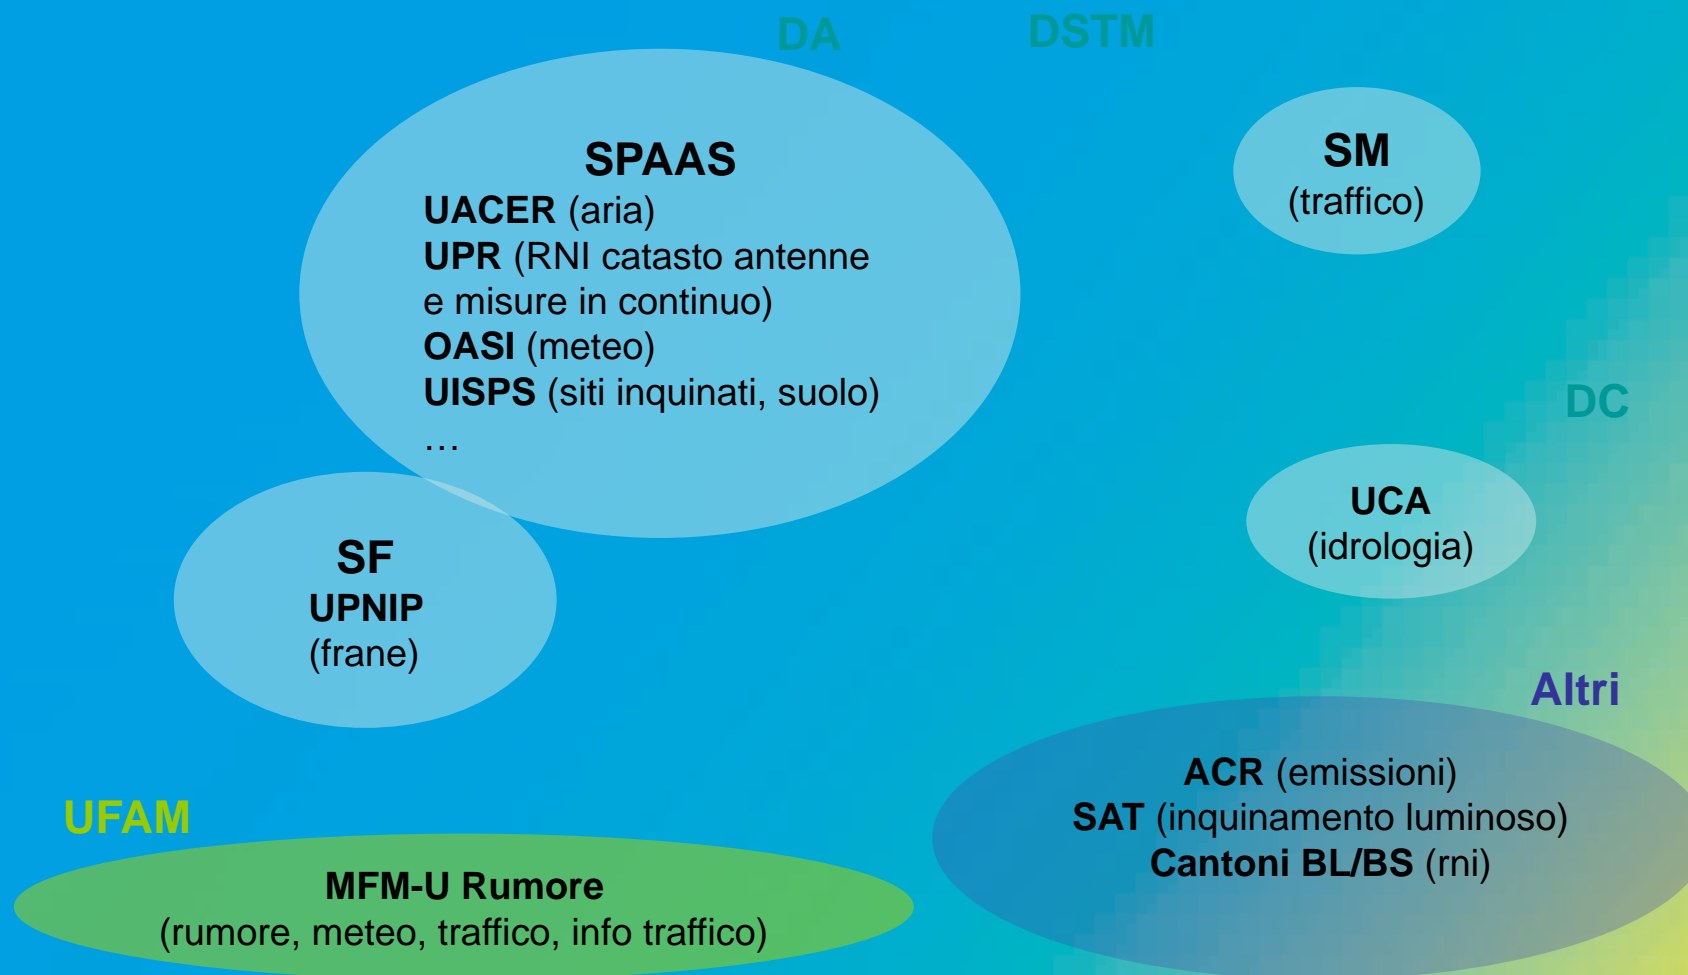 DA
DSTM
SPAAS
UACER (aria)
UPR (RNI catasto antenne
e misure in continuo)
OASI (meteo)
UISPS (siti inquinati, suolo)
…
SM
(traffico)
DC
UCA
(idrologia)
SF
UPNIP
(frane)
Altri
ACR (emissioni)
SAT (inquinamento luminoso)
Cantoni BL/BS (rni)
UFAM
MFM-U Rumore
(rumore, meteo, traffico, info traffico)